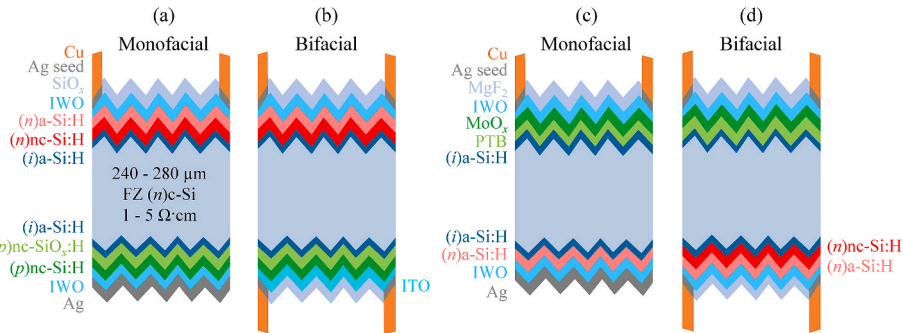 (a)
(b)
(c)
(d)
Monofacial
Bifacial
Monofacial
Bifacial
Cu
Ag seed
SiOₓ
IWO
(n)a-Si:H
(n)nc-Si:H
(i)a-Si:H
240 - 280 µm
FZ (n)c-Si
1 - 5 Ω·cm
(i)a-Si:H
p)nc-SiOₓ:H
(p)nc-Si:H
IWO
Ag
ITO
Cu
Ag seed
MgF₂
IWO
MoOₓ
PTB
(i)a-Si:H
(i)a-Si:H
(n)a-Si:H
IWO
Ag
(n)nc-Si:H
(n)a-Si:H